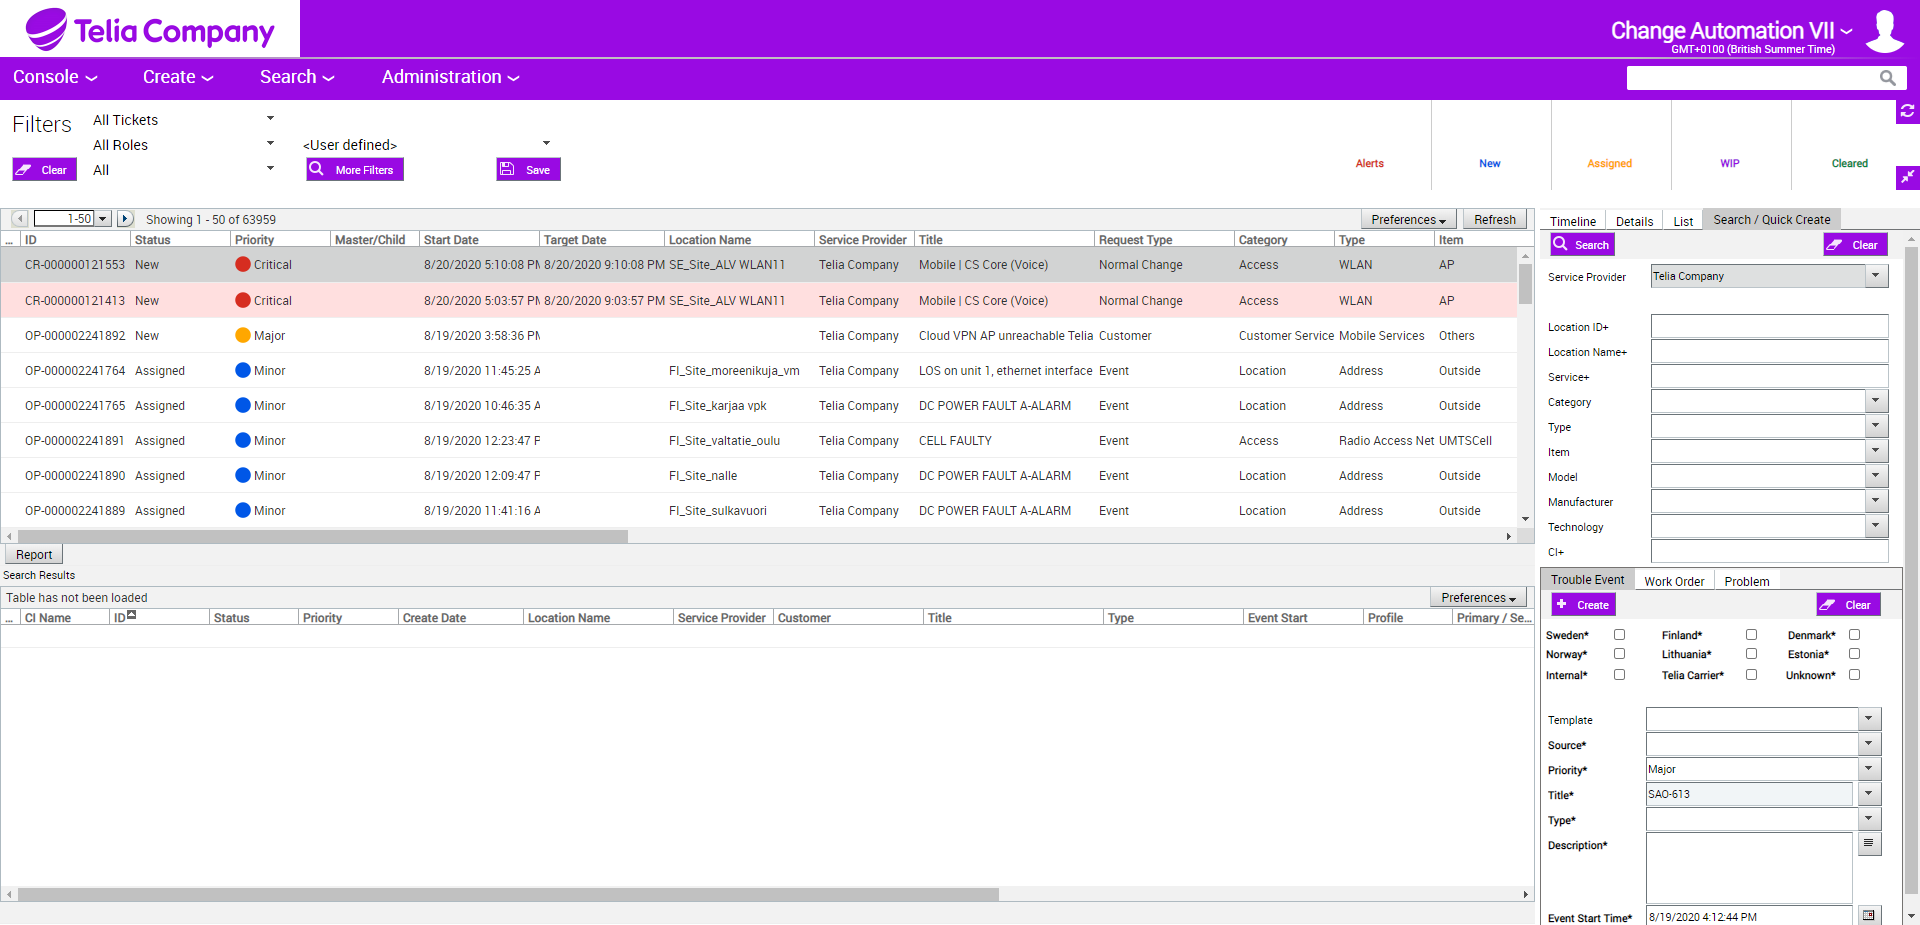 Telia Company
Change Automation VII
GMT+0100 (British Summer Time)
Console Create Search Administration
Filters
All Tickets
All Roles
<User defined>
Clear
All
More Filters
Save
Alerts New Assigned WIP Cleared
1-50 Showing 1 - 50 of 63959
Preferences Refresh
... ID Status Priority Master/Child Start Date Target Date Location Name Service Provider Title Request Type Category Type Item
CR-000000121553 New Critical 8/20/2020 5:10:08 PM 8/20/2020 9:10:08 PM SE_Site_ALV WLAN11 Telia Company Mobile | CS Core (Voice) Normal Change Access WLAN AP
CR-000000121413 New Critical 8/20/2020 5:03:57 PM 8/20/2020 9:03:57 PM SE_Site_ALV WLAN11 Telia Company Mobile | CS Core (Voice) Normal Change Access WLAN AP
OP-000002241892 New Major 8/19/2020 3:58:36 PM Telia Company Cloud VPN AP unreachable Telia Customer Customer Service Mobile Services Others
OP-000002241764 Assigned Minor 8/19/2020 11:45:25 A FI_Site_moreenikuja_vm Telia Company LOS on unit 1, ethernet interface Event Location Address Outside
OP-000002241765 Assigned Minor 8/19/2020 10:46:35 A FI_Site_karjaa vpk Telia Company DC POWER FAULT A-ALARM Event Location Address Outside
OP-000002241891 Assigned Minor 8/19/2020 12:23:47 P FI_Site_valtatie_oulu Telia Company CELL FAULTY Event Access Radio Access Net UMTSCell
OP-000002241890 Assigned Minor 8/19/2020 12:09:47 P FI_Site_nalle Telia Company DC POWER FAULT A-ALARM Event Location Address Outside
OP-000002241889 Assigned Minor 8/19/2020 11:41:16 A FI_Site_sulkavuori Telia Company DC POWER FAULT A-ALARM Event Location Address Outside
Report
Search Results
Table has not been loaded
Preferences
... CI Name ID Status Priority Create Date Location Name Service Provider Customer Title Type Event Start Profile Primary / Se...
Timeline Details List Search / Quick Create
Search Clear
Service Provider Telia Company
Location ID+
Location Name+
Service+
Category
Type
Item
Model
Manufacturer
Technology
CI+
Trouble Event Work Order Problem
Create Clear
Sweden* Finland* Denmark*
Norway* Lithuania* Estonia*
Internal* Telia Carrier* Unknown*
Template
Source*
Priority* Major
Title* SAO-613
Type*
Description*
Event Start Time* 8/19/2020 4:12:44 PM